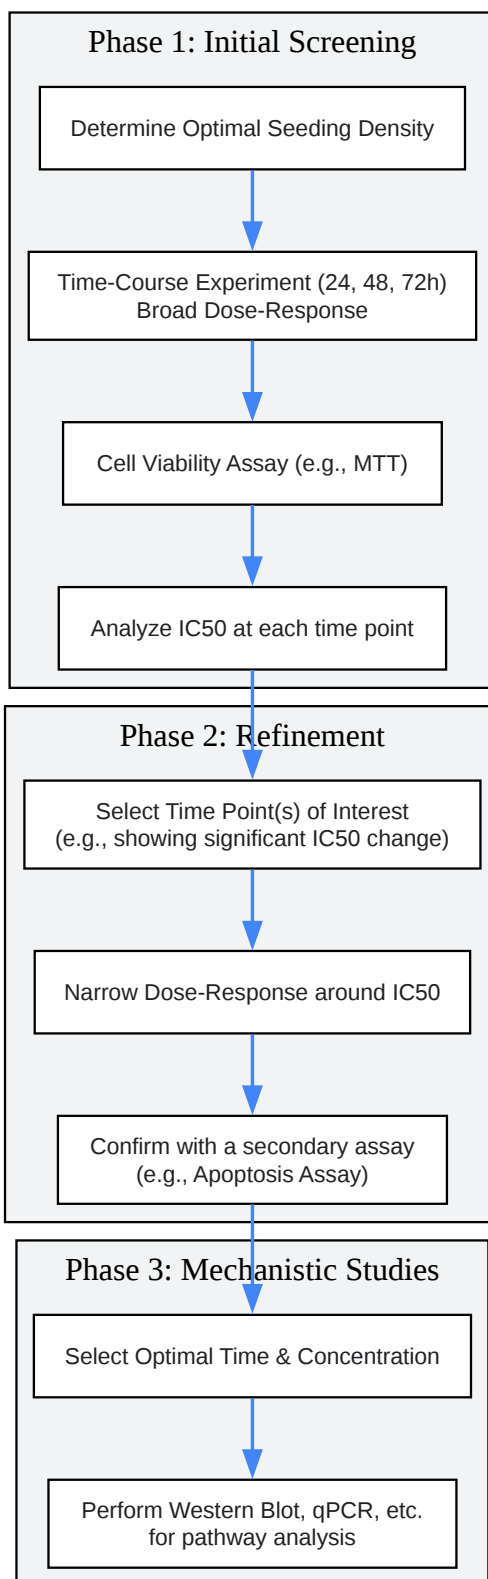 Phase 1: Initial Screening
Determine Optimal Seeding Density
Time-Course Experiment (24, 48, 72h)
Broad Dose-Response
Cell Viability Assay (e.g., MTT)
Analyze IC50 at each time point
Phase 2: Refinement
Select Time Point(s) of Interest
(e.g., showing significant IC50 change)
Narrow Dose-Response around IC50
Confirm with a secondary assay
(e.g., Apoptosis Assay)
Phase 3: Mechanistic Studies
Select Optimal Time & Concentration
Perform Western Blot, qPCR, etc.
for pathway analysis